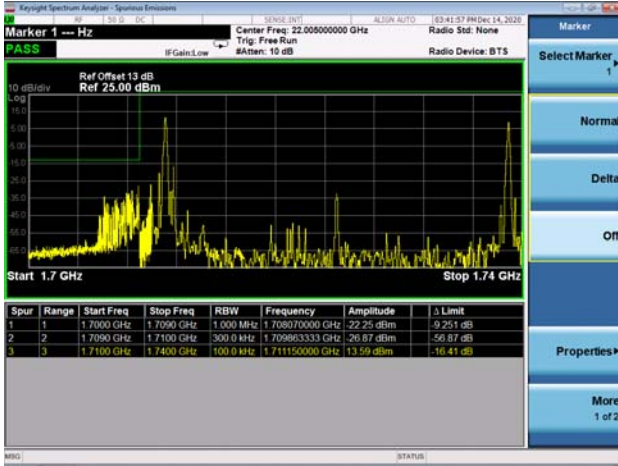 Keysight Spectrum Analyzer - Spurious Emissions
RF 50 Ω DC SENSE:INT ALIGN AUTO 03:41:57 PM Dec 14, 2020
Marker 1 --- Hz Center Freq: 22.005000000 GHz Radio Std: None Marker
Trig: Free Run
PASS IFGain:Low #Atten: 10 dB Radio Device: BTS
Select Marker
1
Ref Offset 13 dB
10 dB/div Ref 25.00 dBm
Log
15.0
5.00
-5.00
-15.0
-25.0
-35.0
-45.0
-55.0
-65.0
Normal
Delta
Off
Start 1.7 GHz Stop 1.74 GHz
Spur Range Start Freq Stop Freq RBW Frequency Amplitude Δ Limit
1 1 1.7000 GHz 1.7090 GHz 1.000 MHz 1.708070000 GHz -22.25 dBm -9.251 dB
2 2 1.7090 GHz 1.7100 GHz 300.0 kHz 1.709863333 GHz -26.87 dBm -56.87 dB
3 3 1.7100 GHz 1.7400 GHz 100.0 kHz 1.711150000 GHz 13.59 dBm -16.41 dB
Properties
More
1 of 2
MSG STATUS